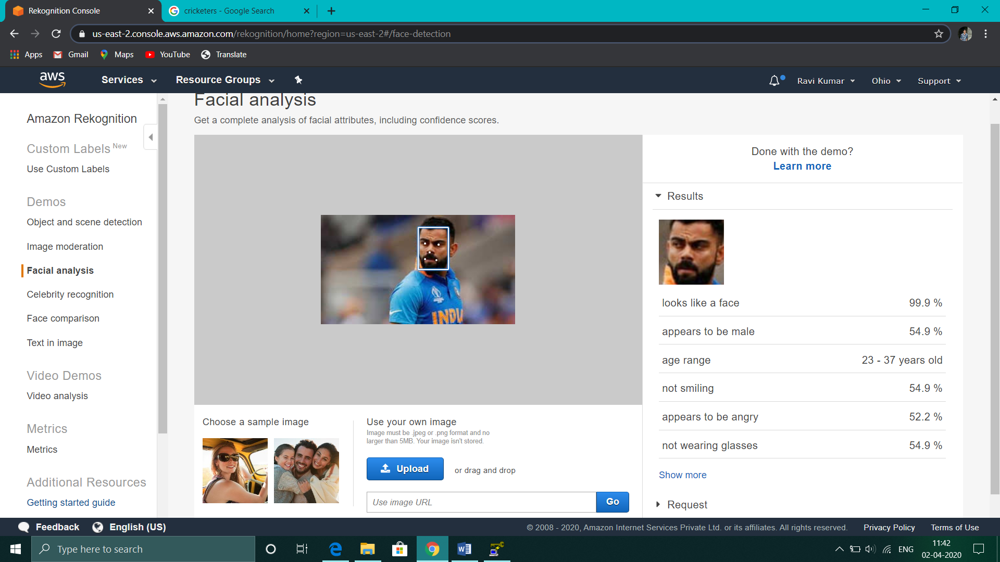 Rekognition Console
cricketers - Google Search
us-east-2.console.aws.amazon.com/rekognition/home?region=us-east-2#/face-detection
Apps
Gmail
Maps
YouTube
Translate
aws
Services
Resource Groups
Ravi Kumar
Ohio
Support
Amazon Rekognition
Custom Labels New
Use Custom Labels
Demos
Object and scene detection
Image moderation
Facial analysis
Celebrity recognition
Face comparison
Text in image
Video Demos
Video analysis
Metrics
Metrics
Additional Resources
Getting started guide
Facial analysis
Get a complete analysis of facial attributes, including confidence scores.
INDIA
Choose a sample image
Use your own image
Image must be .jpeg or .png format and no
larger than 5MB. Your image isn't stored.
Upload
or drag and drop
Use image URL
Go
Done with the demo?
Learn more
Results
looks like a face 99.9 %
appears to be male 54.9 %
age range 23 - 37 years old
not smiling 54.9 %
appears to be angry 52.2 %
not wearing glasses 54.9 %
Show more
Request
Feedback
English (US)
© 2008 - 2020, Amazon Internet Services Private Ltd. or its affiliates. All rights reserved.
Privacy Policy
Terms of Use
Type here to search
ENG
11:42
02-04-2020